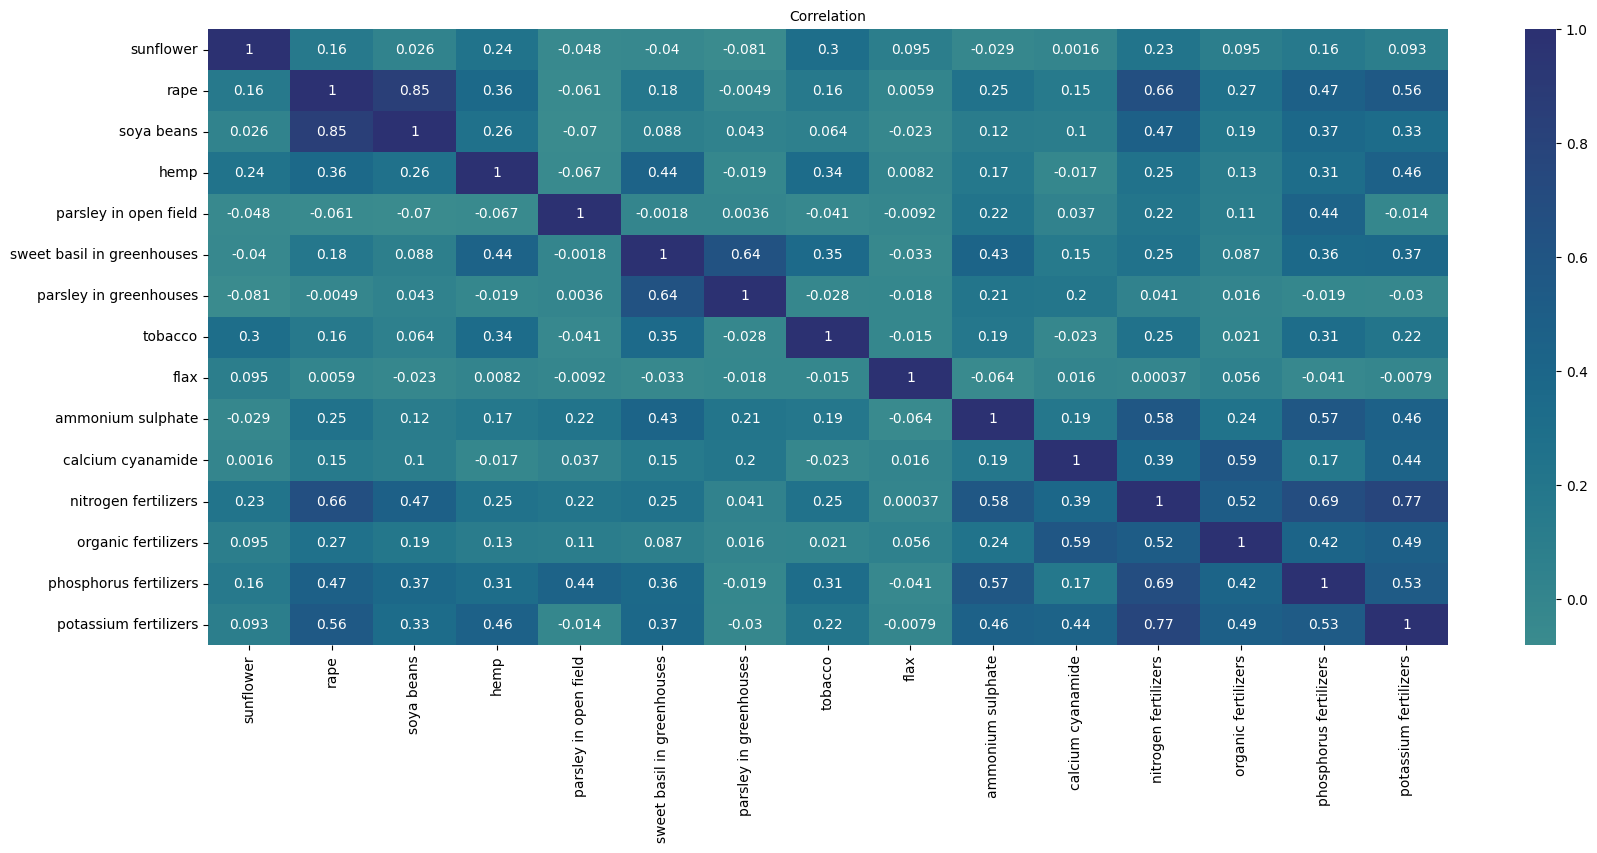 Correlation
sunflower 1 0.16 0.026 0.24 -0.048 -0.04 -0.081 0.3 0.095 -0.029 0.0016 0.23 0.095 0.16 0.093
rape 0.16 1 0.85 0.36 -0.061 0.18 -0.0049 0.16 0.0059 0.25 0.15 0.66 0.27 0.47 0.56
soya beans 0.026 0.85 1 0.26 -0.07 0.088 0.043 0.064 -0.023 0.12 0.1 0.47 0.19 0.37 0.33
hemp 0.24 0.36 0.26 1 -0.067 0.44 -0.019 0.34 0.0082 0.17 -0.017 0.25 0.13 0.31 0.46
parsley in open field -0.048 -0.061 -0.07 -0.067 1 -0.0018 0.0036 -0.041 -0.0092 0.22 0.037 0.22 0.11 0.44 -0.014
sweet basil in greenhouses -0.04 0.18 0.088 0.44 -0.0018 1 0.64 0.35 -0.033 0.43 0.15 0.25 0.087 0.36 0.37
parsley in greenhouses -0.081 -0.0049 0.043 -0.019 0.0036 0.64 1 -0.028 -0.018 0.21 0.2 0.041 0.016 -0.019 -0.03
tobacco 0.3 0.16 0.064 0.34 -0.041 0.35 -0.028 1 -0.015 0.19 -0.023 0.25 0.021 0.31 0.22
flax 0.095 0.0059 -0.023 0.0082 -0.0092 -0.033 -0.018 -0.015 1 -0.064 0.016 0.00037 0.056 -0.041 -0.0079
ammonium sulphate -0.029 0.25 0.12 0.17 0.22 0.43 0.21 0.19 -0.064 1 0.19 0.58 0.24 0.57 0.46
calcium cyanamide 0.0016 0.15 0.1 -0.017 0.037 0.15 0.2 -0.023 0.016 0.19 1 0.39 0.59 0.17 0.44
nitrogen fertilizers 0.23 0.66 0.47 0.25 0.22 0.25 0.041 0.25 0.00037 0.58 0.39 1 0.52 0.69 0.77
organic fertilizers 0.095 0.27 0.19 0.13 0.11 0.087 0.016 0.021 0.056 0.24 0.59 0.52 1 0.42 0.49
phosphorus fertilizers 0.16 0.47 0.37 0.31 0.44 0.36 -0.019 0.31 -0.041 0.57 0.17 0.69 0.42 1 0.53
potassium fertilizers 0.093 0.56 0.33 0.46 -0.014 0.37 -0.03 0.22 -0.0079 0.46 0.44 0.77 0.49 0.53 1
sunflower
rape
soya beans
hemp
parsley in open field
sweet basil in greenhouses
parsley in greenhouses
tobacco
flax
ammonium sulphate
calcium cyanamide
nitrogen fertilizers
organic fertilizers
phosphorus fertilizers
potassium fertilizers
1.0
0.8
0.6
0.4
0.2
0.0